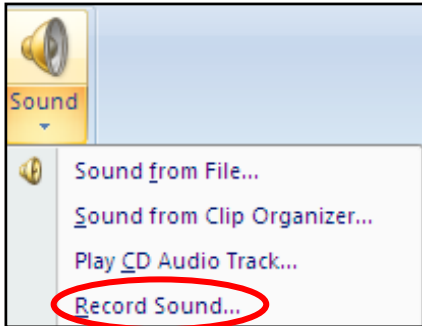 Sound
Sound from File...
Sound from Clip Organizer...
Play CD Audio Track...
Record Sound...